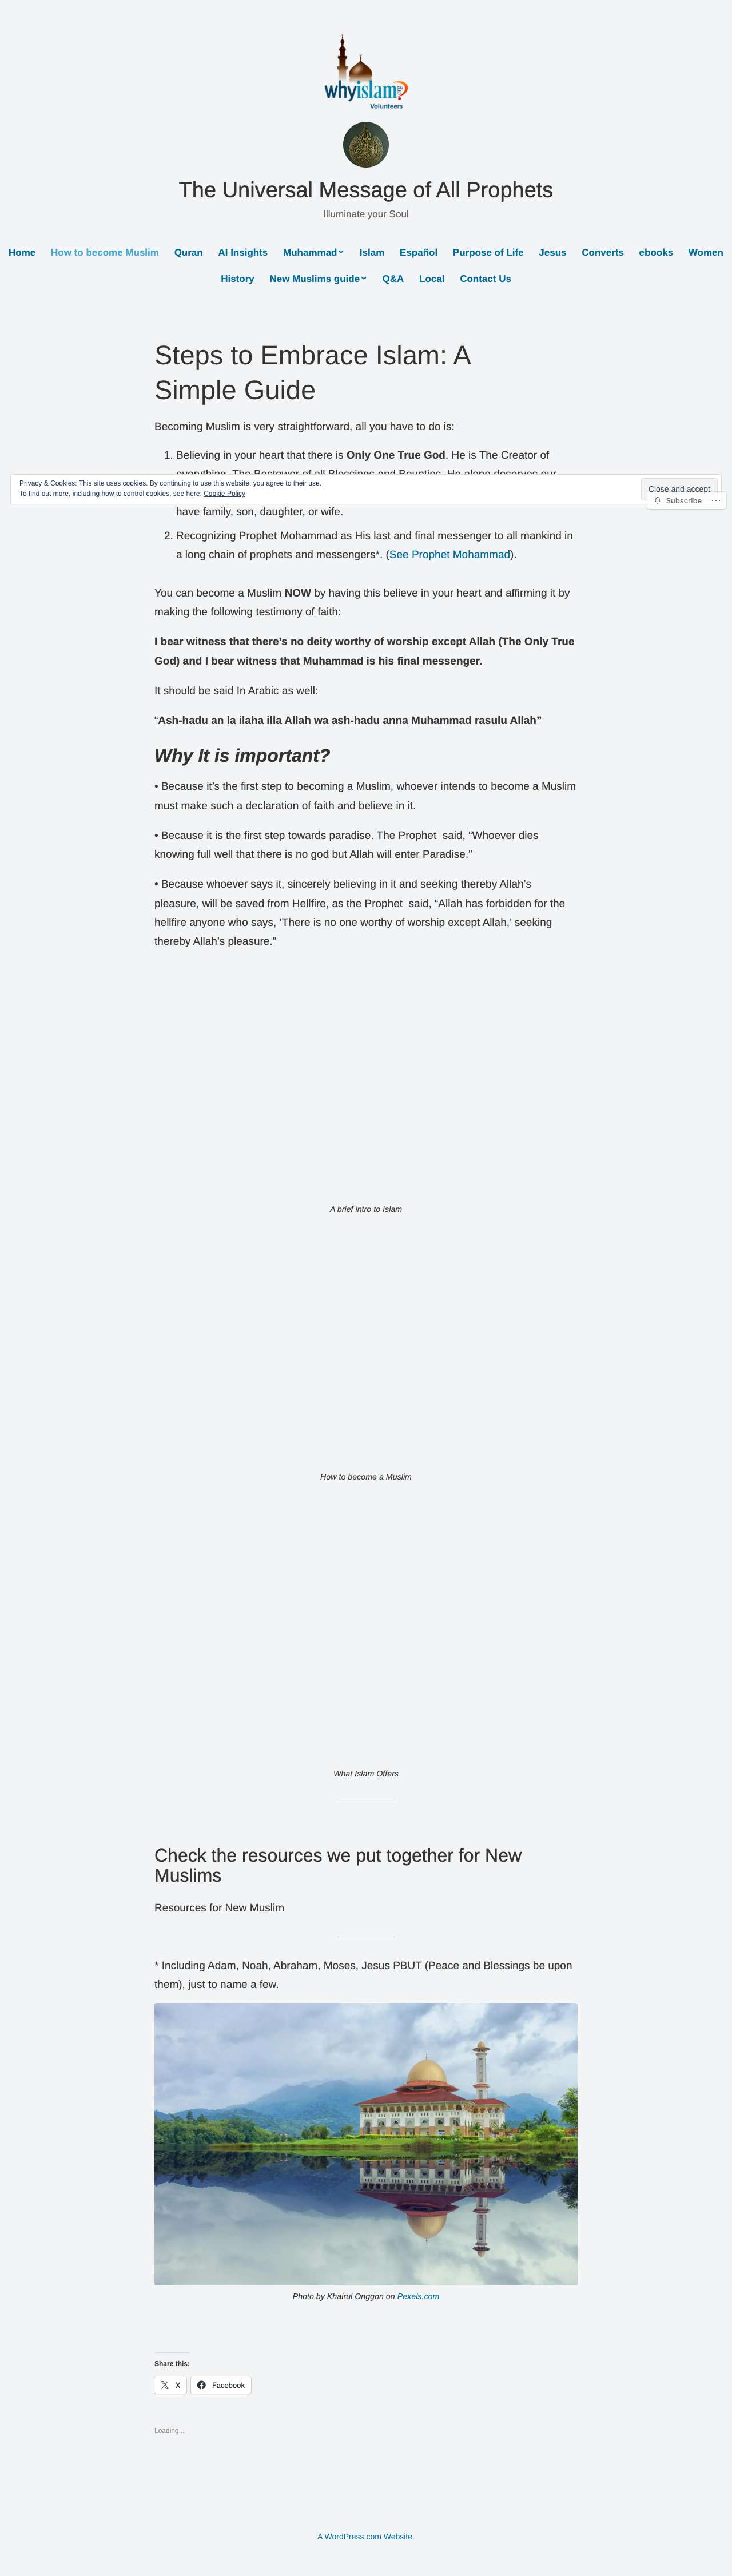 whyislam?
Volunteers
The Universal Message of All Prophets
Illuminate your Soul
Home How to become Muslim Quran AI Insights Muhammad Islam Español Purpose of Life Jesus Converts ebooks Women
History New Muslims guide Q&A Local Contact Us
Steps to Embrace Islam: A
Simple Guide
Becoming Muslim is very straightforward, all you have to do is:
1. Believing in your heart that there is Only One True God. He is The Creator of
everything. The Bestower of all Blessings and Bounties. He alone deserves our
Privacy & Cookies: This site uses cookies. By continuing to use this website, you agree to their use.
To find out more, including how to control cookies, see here: Cookie Policy
Close and accept
Subscribe ...
have family, son, daughter, or wife.
2. Recognizing Prophet Mohammad as His last and final messenger to all mankind in
a long chain of prophets and messengers*. (See Prophet Mohammad).
You can become a Muslim NOW by having this believe in your heart and affirming it by
making the following testimony of faith:
I bear witness that there’s no deity worthy of worship except Allah (The Only True
God) and I bear witness that Muhammad is his final messenger.
It should be said In Arabic as well:
“Ash-hadu an la ilaha illa Allah wa ash-hadu anna Muhammad rasulu Allah”
Why It is important?
• Because it’s the first step to becoming a Muslim, whoever intends to become a Muslim
must make such a declaration of faith and believe in it.
• Because it is the first step towards paradise. The Prophet  said, “Whoever dies
knowing full well that there is no god but Allah will enter Paradise.”
• Because whoever says it, sincerely believing in it and seeking thereby Allah’s
pleasure, will be saved from Hellfire, as the Prophet  said, “Allah has forbidden for the
hellfire anyone who says, ’There is no one worthy of worship except Allah,’ seeking
thereby Allah’s pleasure.”
A brief intro to Islam
How to become a Muslim
What Islam Offers
Check the resources we put together for New
Muslims
Resources for New Muslim
* Including Adam, Noah, Abraham, Moses, Jesus PBUT (Peace and Blessings be upon
them), just to name a few.
Photo by Khairul Onggon on Pexels.com
Share this:
X Facebook
Loading...
A WordPress.com Website.